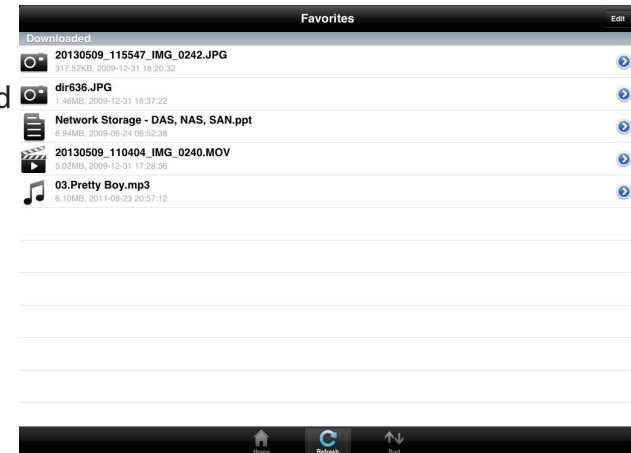 Favorites
Edit
Downloaded
20130509_115547_IMG_0242.JPG
317.52KB, 2009-12-31 18:20:32
d
dir636.JPG
1.46MB, 2009-12-31 18:37:22
Network Storage - DAS, NAS, SAN.ppt
6.94MB, 2009-06-24 06:52:38
20130509_110404_IMG_0240.MOV
5.02MB, 2009-12-31 17:28:56
03.Pretty Boy.mp3
6.10MB, 2011-08-23 20:57:12
Home
Refresh
Sort